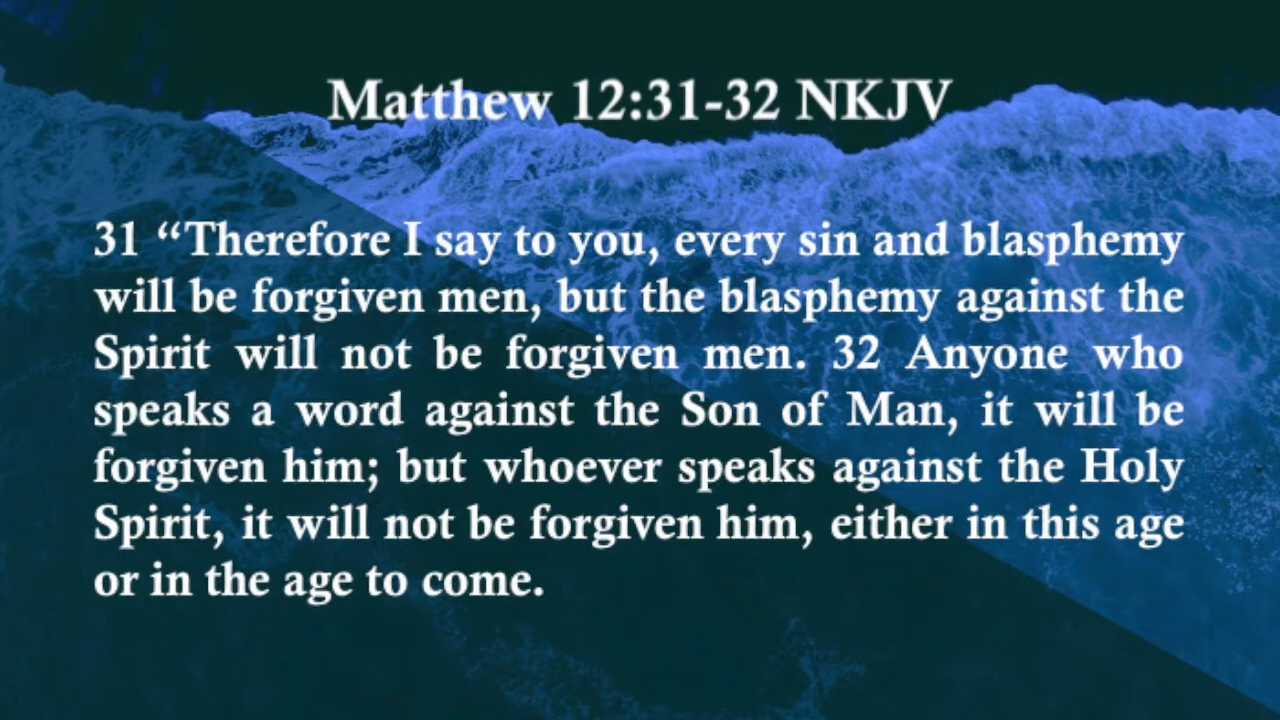 Matthew 12:31-32 NKJV
31 “Therefore I say to you, every sin and blasphemy
will be forgiven men, but the blasphemy against the
Spirit will not be forgiven men. 32 Anyone who
speaks a word against the Son of Man, it will be
forgiven him; but whoever speaks against the Holy
Spirit, it will not be forgiven him, either in this age
or in the age to come.